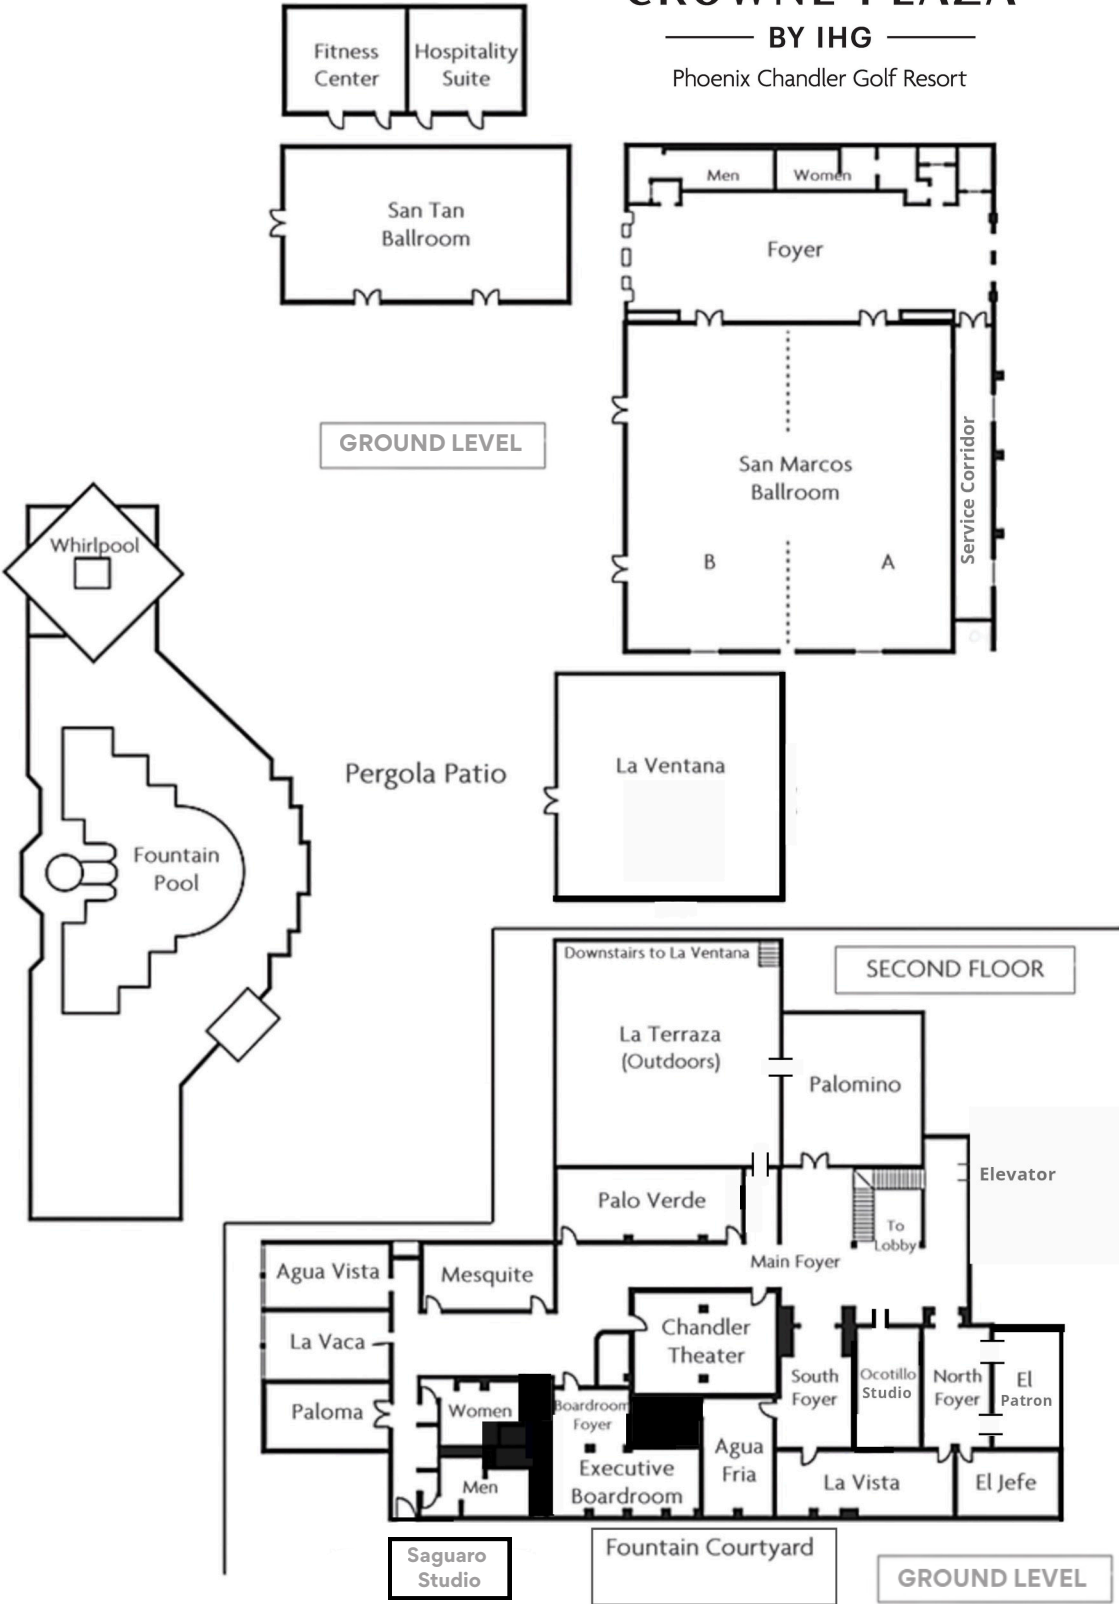 CROWNE PLAZA
BY IHG
Phoenix Chandler Golf Resort
Fitness
Center
Hospitality
Suite
San Tan
Ballroom
Men
Women
Foyer
GROUND LEVEL
San Marcos
Ballroom
B
A
Service Corridor
Whirlpool
Pergola Patio
La Ventana
Fountain
Pool
Downstairs to La Ventana
SECOND FLOOR
La Terraza
(Outdoors)
Palomino
Elevator
Palo Verde
To
Lobby
Main Foyer
Agua Vista
Mesquite
La Vaca
Chandler
Theater
Paloma
Women
Boardroom
Foyer
South
Foyer
Ocotillo
Studio
North
Foyer
El
Patron
Agua
Fria
Executive
Boardroom
Men
La Vista
El Jefe
Saguaro
Studio
Fountain Courtyard
GROUND LEVEL